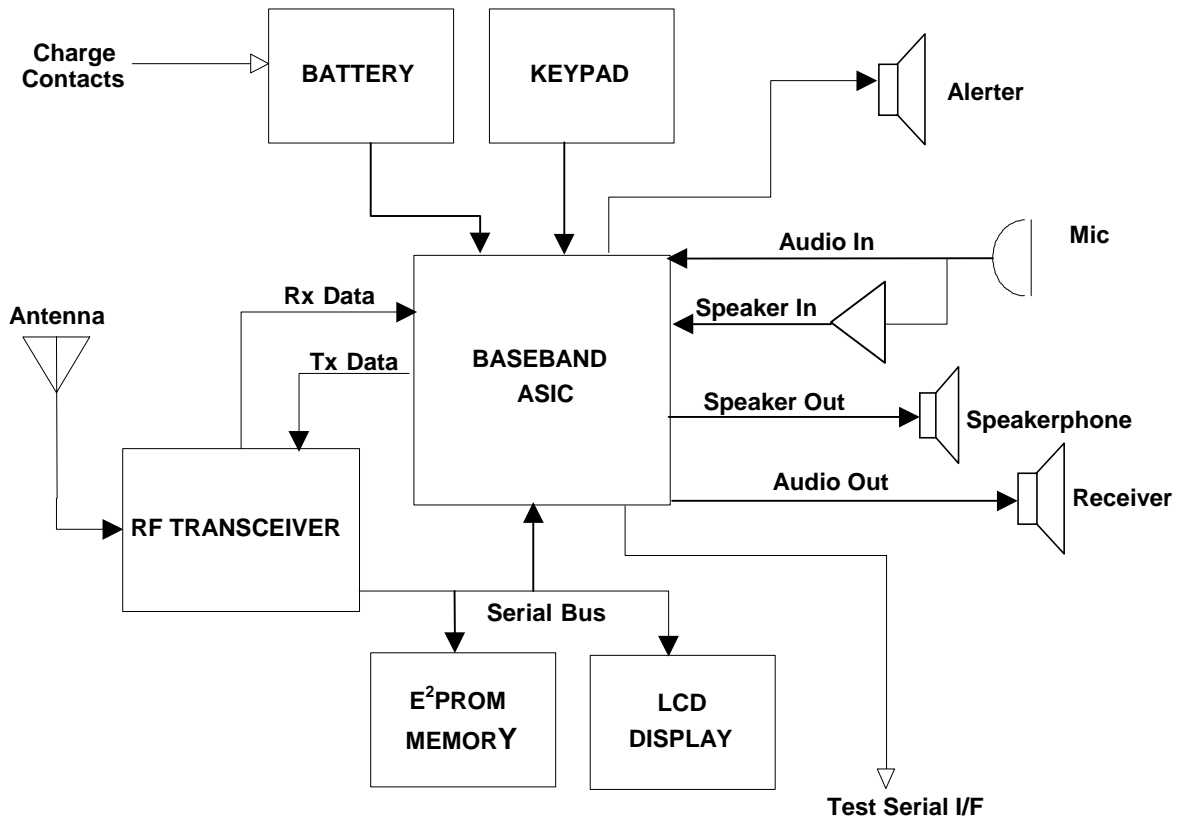 Charge
Contacts
BATTERY
KEYPAD
Alerter
Audio In
Mic
Rx Data
Speaker In
Antenna
Tx Data
BASEBAND
ASIC
Speaker Out
Speakerphone
Audio Out
Receiver
RF TRANSCEIVER
Serial Bus
E²PROM
MEMORY
LCD
DISPLAY
Test Serial I/F